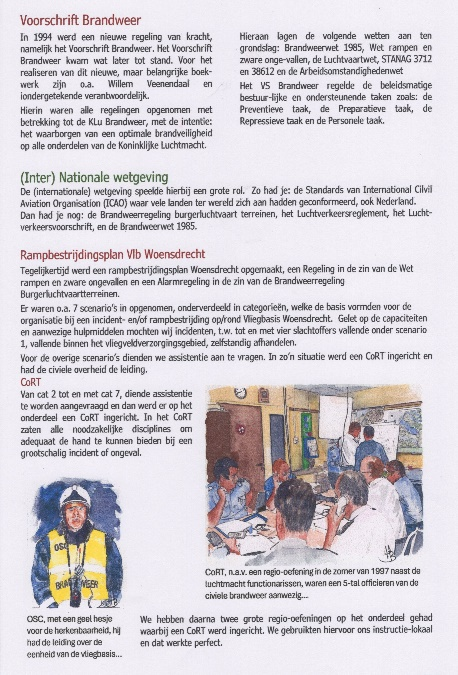 Voorschrift Brandweer
In 1994 werd een nieuwe regeling van kracht,
namelijk het Voorschrift Brandweer. Het Voorschrift
Brandweer kwam wat later tot stand. Voor het
realiseren van dit nieuwe, maar belangrijke boek-
werk zijn o.a. Willem Veenendaal en
iondergetekende verantwoordelijk.
Hierin waren alle regelingen opgenomen met
betrekking tot de KLu Brandweer, met de intentie:
het waarborgen van een optimale brandveiligheid
op alle onderdelen van de Koninklijke Luchtmacht.
Hieraan lagen de volgende wetten aan ten
grondslag: Brandweerwet 1985, Wet rampen en
zware onge-vallen, de Luchtvaartwet, STANAG 3712
en 38612 en de Arbeidsomstandighedenwet
Het VS Brandweer regelde de beleidsmatige
bestuur-lijke en ondersteunende taken zoals: de
Preventieve taak, de Preparatieve taak, de
Repressieve taak en de Personele taak.
(Inter) Nationale wetgeving
De (internationale) wetgeving speelde hierbij een grote rol. Zo had je: de Standards van International Cilvil
Aviation Organisation (ICAO) waar vele landen ter wereld zich aan hadden geconformeerd, ook Nederland.
Dan had je nog: de Brandweerregeling burgerluchtvaart terreinen, het Luchtverkeersreglement, het Lucht-
verkeersvoorschrift, en de Brandweerwet 1985.
Rampbestrijdingsplan Vlb Woensdrecht
Tegelijkertijd werd een rampbestrijdingsplan Woensdrecht opgemaakt, een Regeling in de zin van de Wet
rampen en zware ongevallen en een Alarmregeling in de zin van de Brandweerregeling
Burgerluchtvaartterreinen.
Er waren o.a. 7 scenario's in opgenomen, onderverdeeld in categorieën, welke de basis vormden voor de
organisatie bij een incident- en/of rampbestrijding op/rond Vliegbasis Woensdrecht. Gelet op de capaciteiten
en aanwezige hulpmiddelen mochten wij incidenten, t.w. tot en met vier slachtoffers vallende onder scenario
1, vallende binnen het vliegveldverzorgingsgebied, zelfstandig afhandelen.
Voor de overige scenario's dienden we assistentie aan te vragen. In zo'n situatie werd een CoRT ingericht en
had de civiele overheid de leiding.
CoRT
Van cat 2 tot en met cat 7, diende assistentie
te worden aangevraagd en dan werd er op het
onderdeel een CoRT ingericht. In het CoRT
zaten alle noodzakelijke disciplines om
adequaat de hand te kunnen bieden bij een
grootschalig incident of ongeval.
OSC
BRANDWEER
CoRT, n.a.v. een regio-oefening in de zomer van 1997 naast de
luchtmacht functionarissen, waren een 5-tal officieren van de
civiele brandweer aanwezig...
OSC, met een geel hesje
voor de herkenbaarheid, hij
had de leiding over de
eenheid van de vliegbasis...
We hebben daarna twee grote regio-oefeningen op het onderdeel gehad
waarbij een CoRT werd ingericht. We gebruikten hiervoor ons instructie-lokaal
en dat werkte perfect.